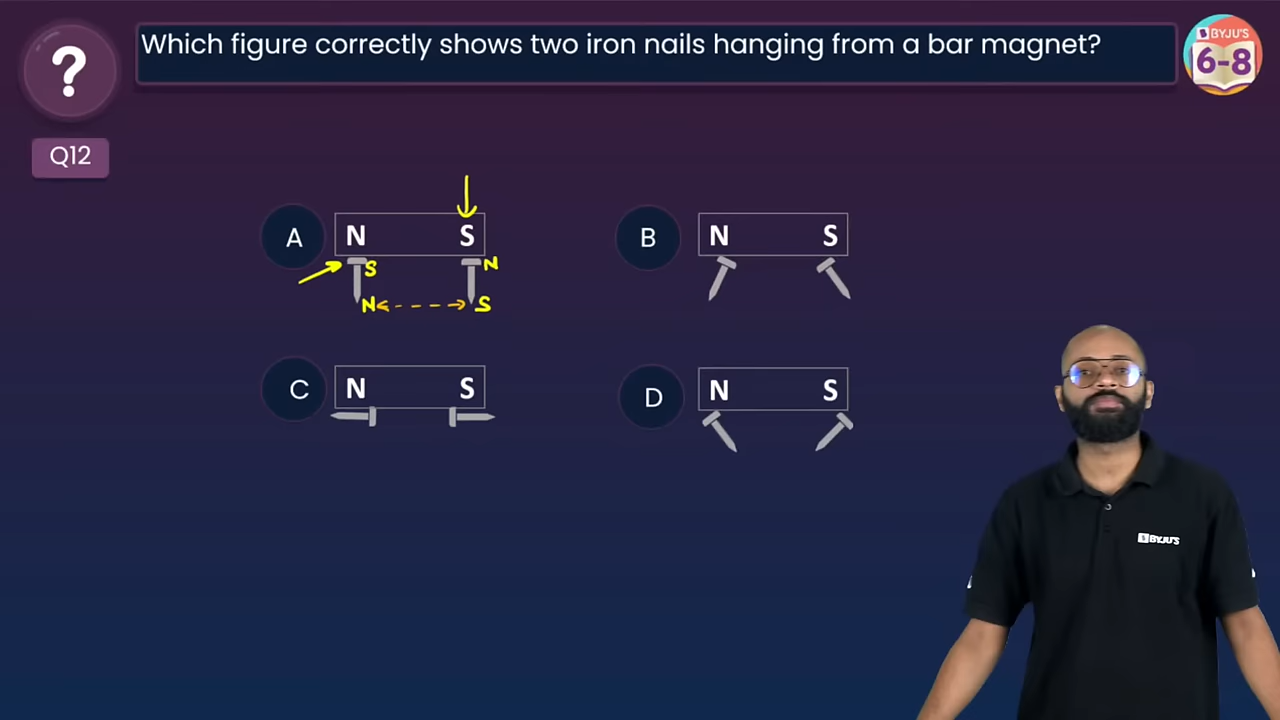 ?
Which figure correctly shows two iron nails hanging from a bar magnet?
BYJU'S
6-8
Q12
A
N S
S N
N S
B
N S
C
N S
D
N S
BYJU'S